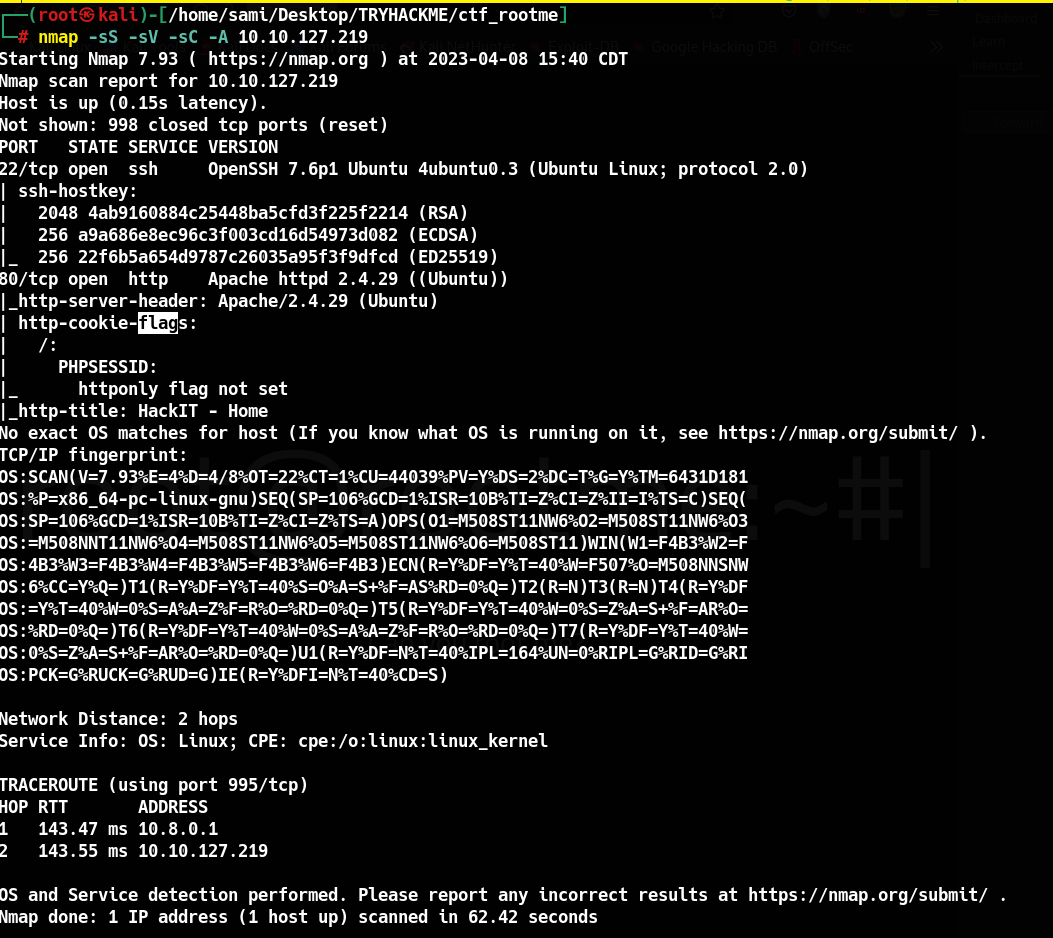 ┌──(root㉿kali)-[/home/sami/Desktop/TRYHACKME/ctf_rootme]
└─# nmap -sS -sV -sC -A 10.10.127.219
Starting Nmap 7.93 ( https://nmap.org ) at 2023-04-08 15:40 CDT
Nmap scan report for 10.10.127.219
Host is up (0.15s latency).
Not shown: 998 closed tcp ports (reset)
PORT   STATE SERVICE VERSION
22/tcp open  ssh     OpenSSH 7.6p1 Ubuntu 4ubuntu0.3 (Ubuntu Linux; protocol 2.0)
| ssh-hostkey:
|   2048 4ab9160884c25448ba5cfd3f225f2214 (RSA)
|   256 a9a686e8ec96c3f003cd16d54973d082 (ECDSA)
|_  256 22f6b5a654d9787c26035a95f3f9dfcd (ED25519)
80/tcp open  http    Apache httpd 2.4.29 ((Ubuntu))
|_http-server-header: Apache/2.4.29 (Ubuntu)
| http-cookie-flags:
|   /:
|     PHPSESSID:
|_      httponly flag not set
|_http-title: HackIT - Home
No exact OS matches for host (If you know what OS is running on it, see https://nmap.org/submit/ ).
TCP/IP fingerprint:
OS:SCAN(V=7.93%E=4%D=4/8%OT=22%CT=1%CU=44039%PV=Y%DS=2%DC=T%G=Y%TM=6431D181
OS:%P=x86_64-pc-linux-gnu)SEQ(SP=106%GCD=1%ISR=10B%TI=Z%CI=Z%II=I%TS=C)SEQ(
OS:SP=106%GCD=1%ISR=10B%TI=Z%CI=Z%TS=A)OPS(O1=M508ST11NW6%O2=M508ST11NW6%O3
OS:=M508NNT11NW6%O4=M508ST11NW6%O5=M508ST11NW6%O6=M508ST11)WIN(W1=F4B3%W2=F
OS:4B3%W3=F4B3%W4=F4B3%W5=F4B3%W6=F4B3)ECN(R=Y%DF=Y%T=40%W=F507%O=M508NNSNW
OS:6%CC=Y%Q=)T1(R=Y%DF=Y%T=40%S=O%A=S+%F=AS%RD=0%Q=)T2(R=N)T3(R=N)T4(R=Y%DF
OS:=Y%T=40%W=0%S=A%A=Z%F=R%O=%RD=0%Q=)T5(R=Y%DF=Y%T=40%W=0%S=Z%A=S+%F=AR%O=
OS:%RD=0%Q=)T6(R=Y%DF=Y%T=40%W=0%S=A%A=Z%F=R%O=%RD=0%Q=)T7(R=Y%DF=Y%T=40%W=
OS:0%S=Z%A=S+%F=AR%O=%RD=0%Q=)U1(R=Y%DF=N%T=40%IPL=164%UN=0%RIPL=G%RID=G%RI
OS:PCK=G%RUCK=G%RUD=G)IE(R=Y%DFI=N%T=40%CD=S)

Network Distance: 2 hops
Service Info: OS: Linux; CPE: cpe:/o:linux:linux_kernel

TRACEROUTE (using port 995/tcp)
HOP RTT       ADDRESS
1   143.47 ms 10.8.0.1
2   143.55 ms 10.10.127.219

OS and Service detection performed. Please report any incorrect results at https://nmap.org/submit/ .
Nmap done: 1 IP address (1 host up) scanned in 62.42 seconds